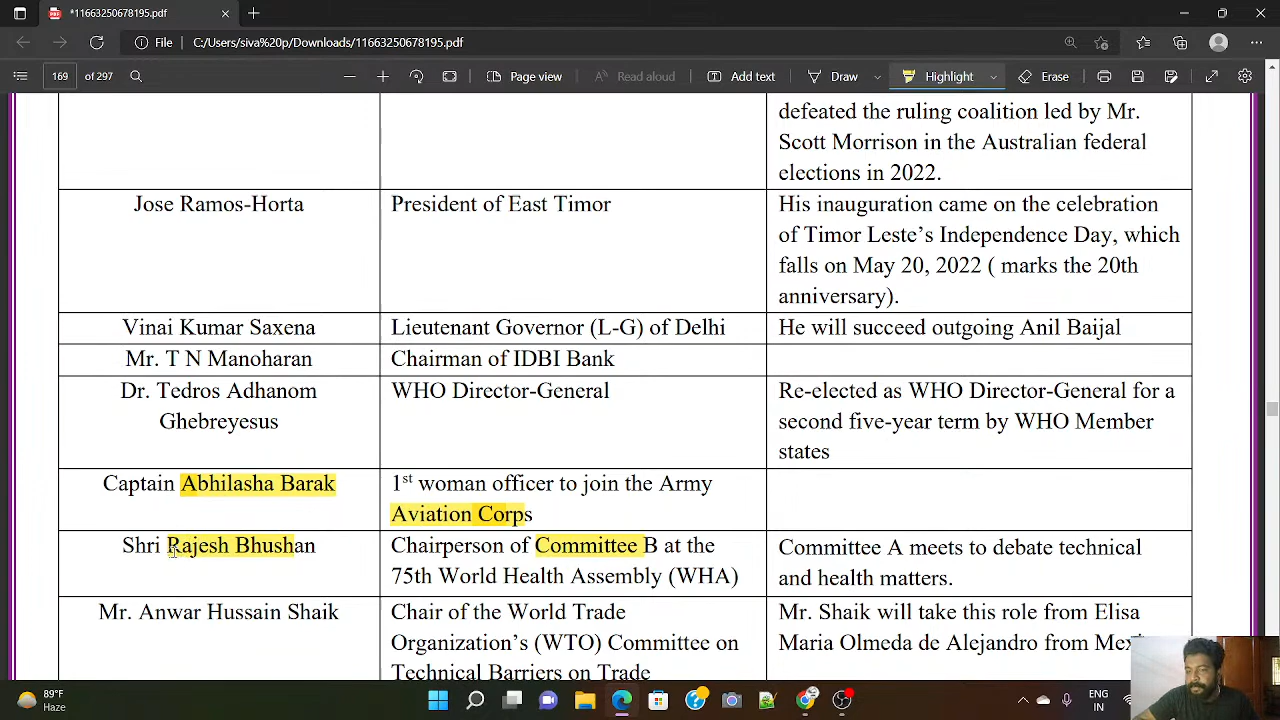 *11663250678195.pdf
File C:/Users/siva%20p/Downloads/11663250678195.pdf
169 of 297 Page view Read aloud Add text Draw Highlight Erase
defeated the ruling coalition led by Mr.
Scott Morrison in the Australian federal
elections in 2022.
Jose Ramos-Horta
President of East Timor
His inauguration came on the celebration
of Timor Leste’s Independence Day, which
falls on May 20, 2022 ( marks the 20th
anniversary).
Vinai Kumar Saxena
Lieutenant Governor (L-G) of Delhi
He will succeed outgoing Anil Baijal
Mr. T N Manoharan
Chairman of IDBI Bank
Dr. Tedros Adhanom
Ghebreyesus
WHO Director-General
Re-elected as WHO Director-General for a
second five-year term by WHO Member
states
Captain Abhilasha Barak
1st woman officer to join the Army
Aviation Corps
Shri Rajesh Bhushan
Chairperson of Committee B at the
75th World Health Assembly (WHA)
Committee A meets to debate technical
and health matters.
Mr. Anwar Hussain Shaik
Chair of the World Trade
Organization’s (WTO) Committee on
Technical Barriers on Trade
Mr. Shaik will take this role from Elisa
Maria Olmeda de Alejandro from
89°F
Haze
ENG
IN